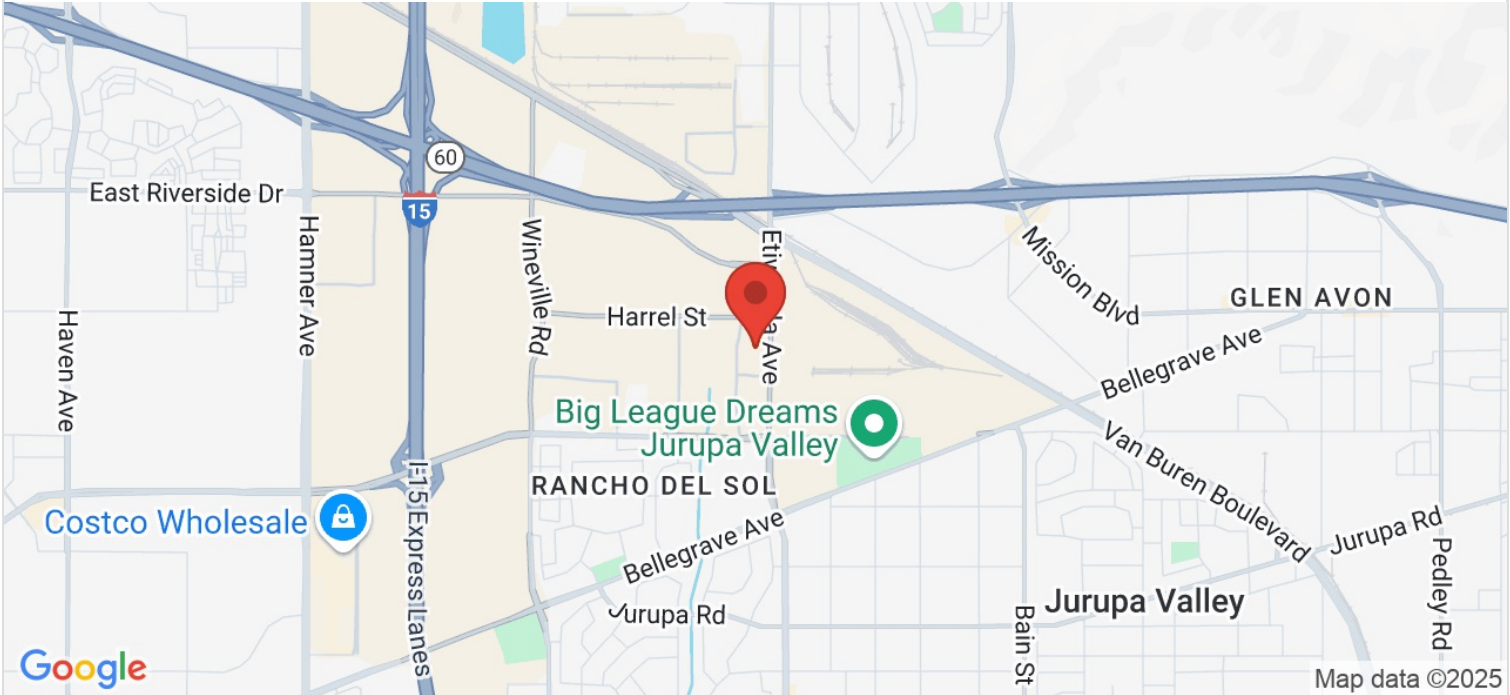 60
East Riverside Dr
15
Hamner Ave
Wineville Rd
Mission Blvd
GLEN AVON
Haven Ave
Harrel St
Ave
Bellegrave Ave
Big League Dreams
Jurupa Valley
Van Buren Boulevard
RANCHO DEL SOL
Costco Wholesale
I-15 Express Lanes
Bellegrave Ave
Jurupa Rd
Pedley Rd
Jurupa Rd
Bain St
Jurupa Valley
Google
Map data ©2025